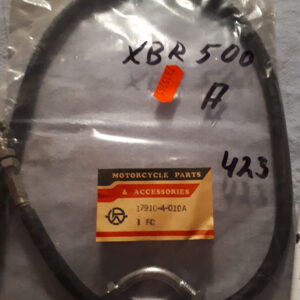 XBR 500
A
423
MOTORCYCLE PARTS
& ACCESSORIES
17910-4-010A
1 PC